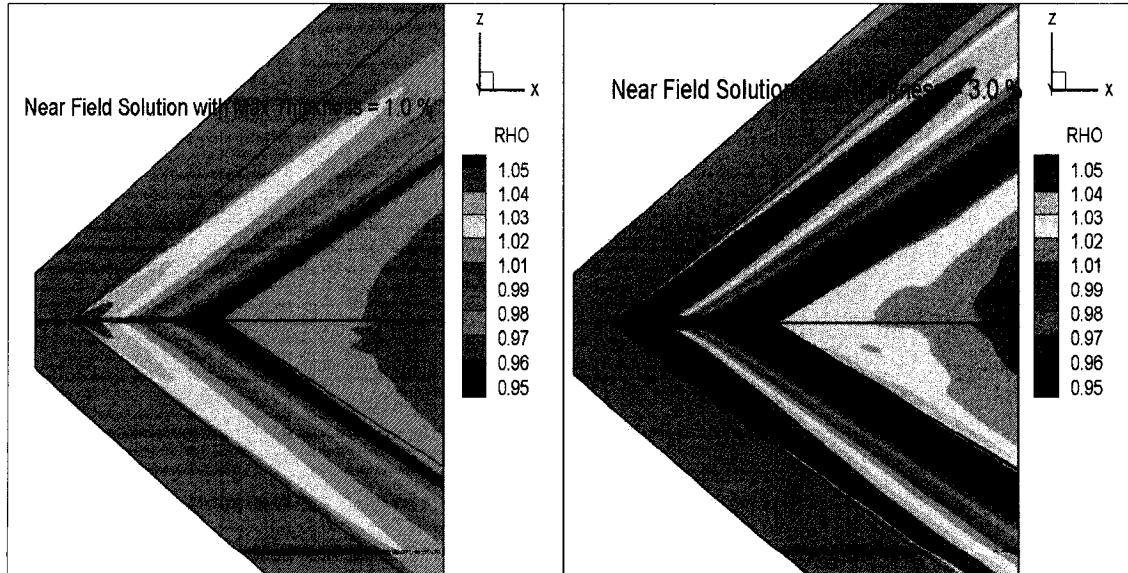 Z
Y
X
Near Field Solution with Max Thickness = 1.0 %
RHO
1.05
1.04
1.03
1.02
1.01
0.99
0.98
0.97
0.96
0.95
Z
Y
X
Near Field Solution = 3.0 %
RHO
1.05
1.04
1.03
1.02
1.01
0.99
0.98
0.97
0.96
0.95